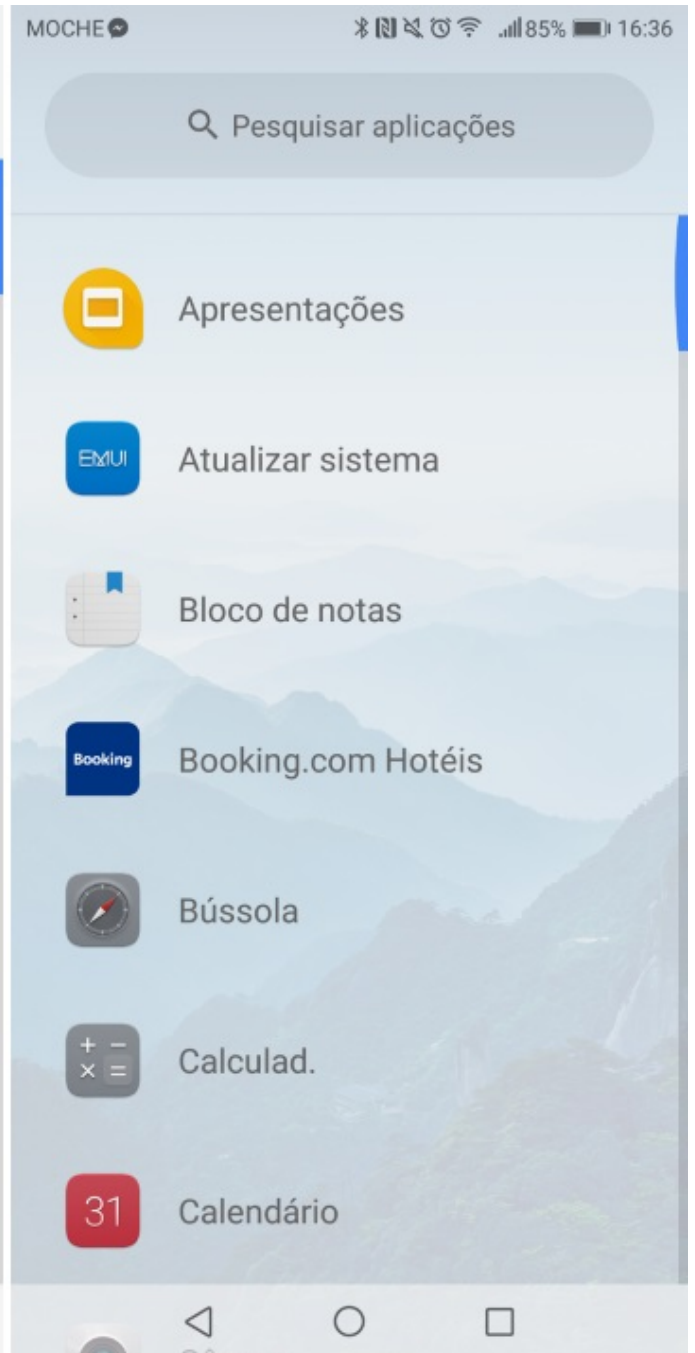 MOCHE 85% 16:36
Pesquisar aplicações
Apresentações
EMUI
Atualizar sistema
Bloco de notas
Booking
Booking.com Hotéis
Bússola
+ −
× =
Calculad.
31
Calendário